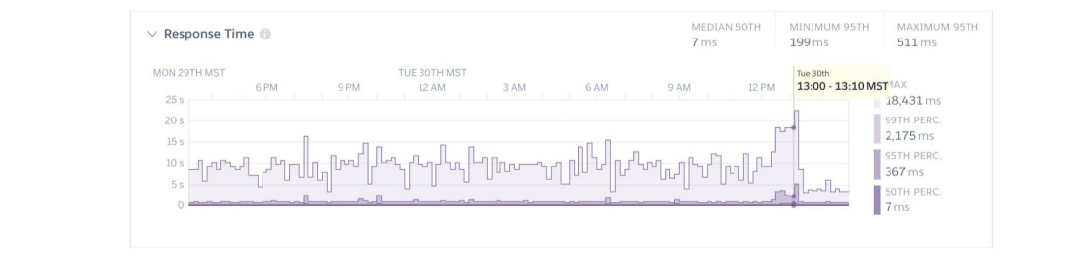 Response Time
MEDIAN 50TH
7 ms
MINIMUM 95TH
199 ms
MAXIMUM 95TH
511 ms
MON 29TH MST
TUE 30TH MST
6 PM
9 PM
12 AM
3 AM
6 AM
9 AM
12 PM
Tue 30th
13:00 - 13:10 MST
25 s
20 s
15 s
10 s
5 s
0
MAX
18,431 ms
99TH PERC.
2,175 ms
95TH PERC.
367 ms
50TH PERC.
7 ms